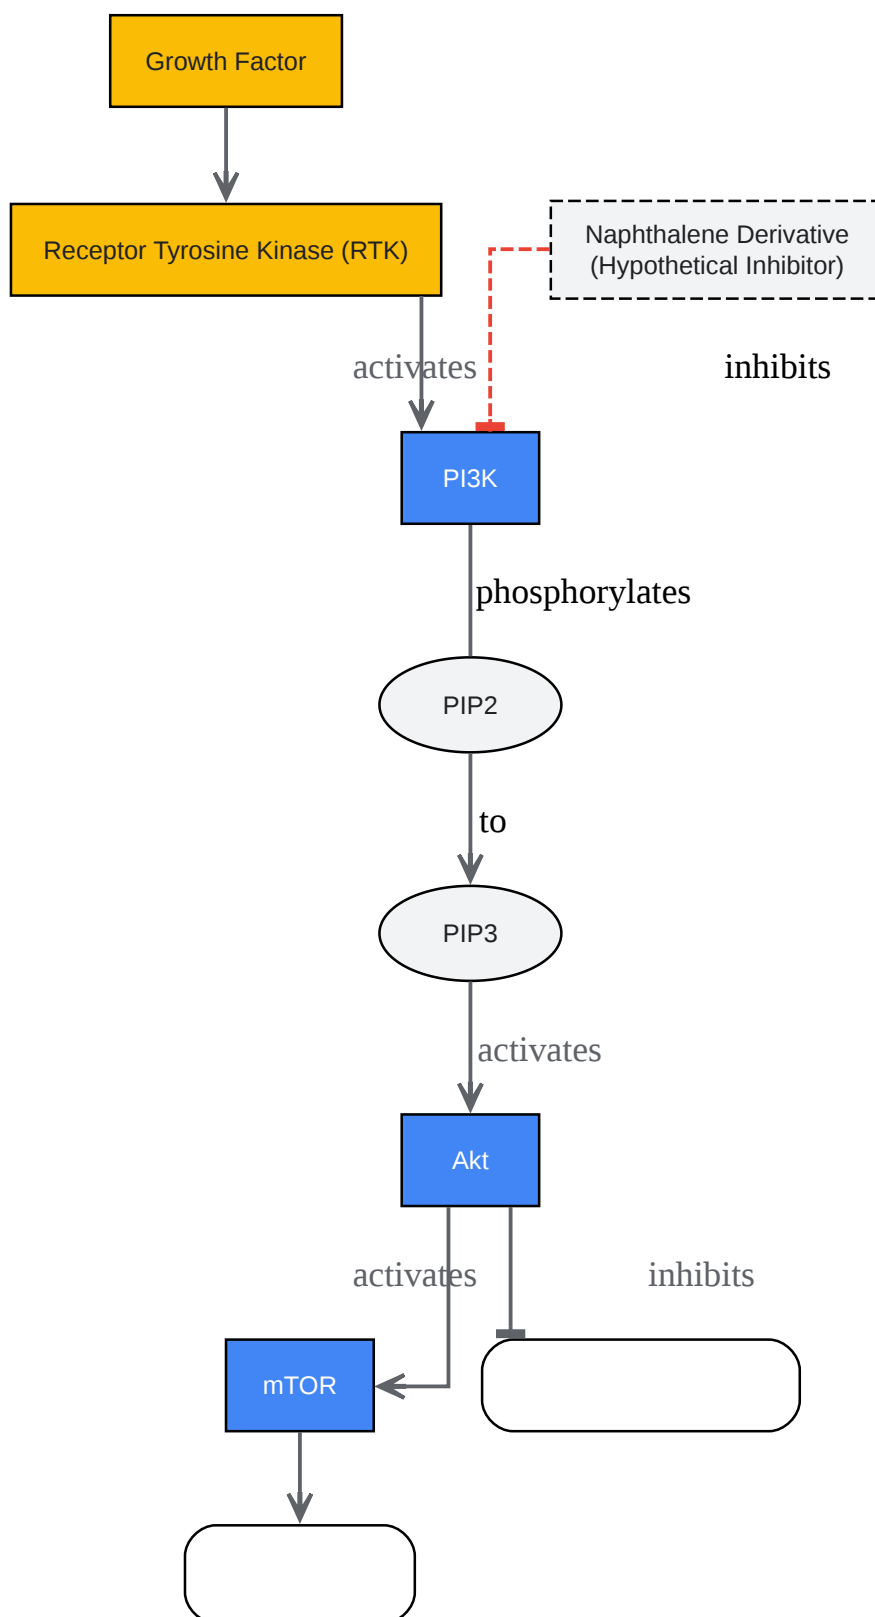 Growth Factor
Receptor Tyrosine Kinase (RTK)
Naphthalene Derivative
(Hypothetical Inhibitor)
activates
inhibits
PI3K
phosphorylates
PIP2
to
PIP3
activates
Akt
activates
inhibits
mTOR